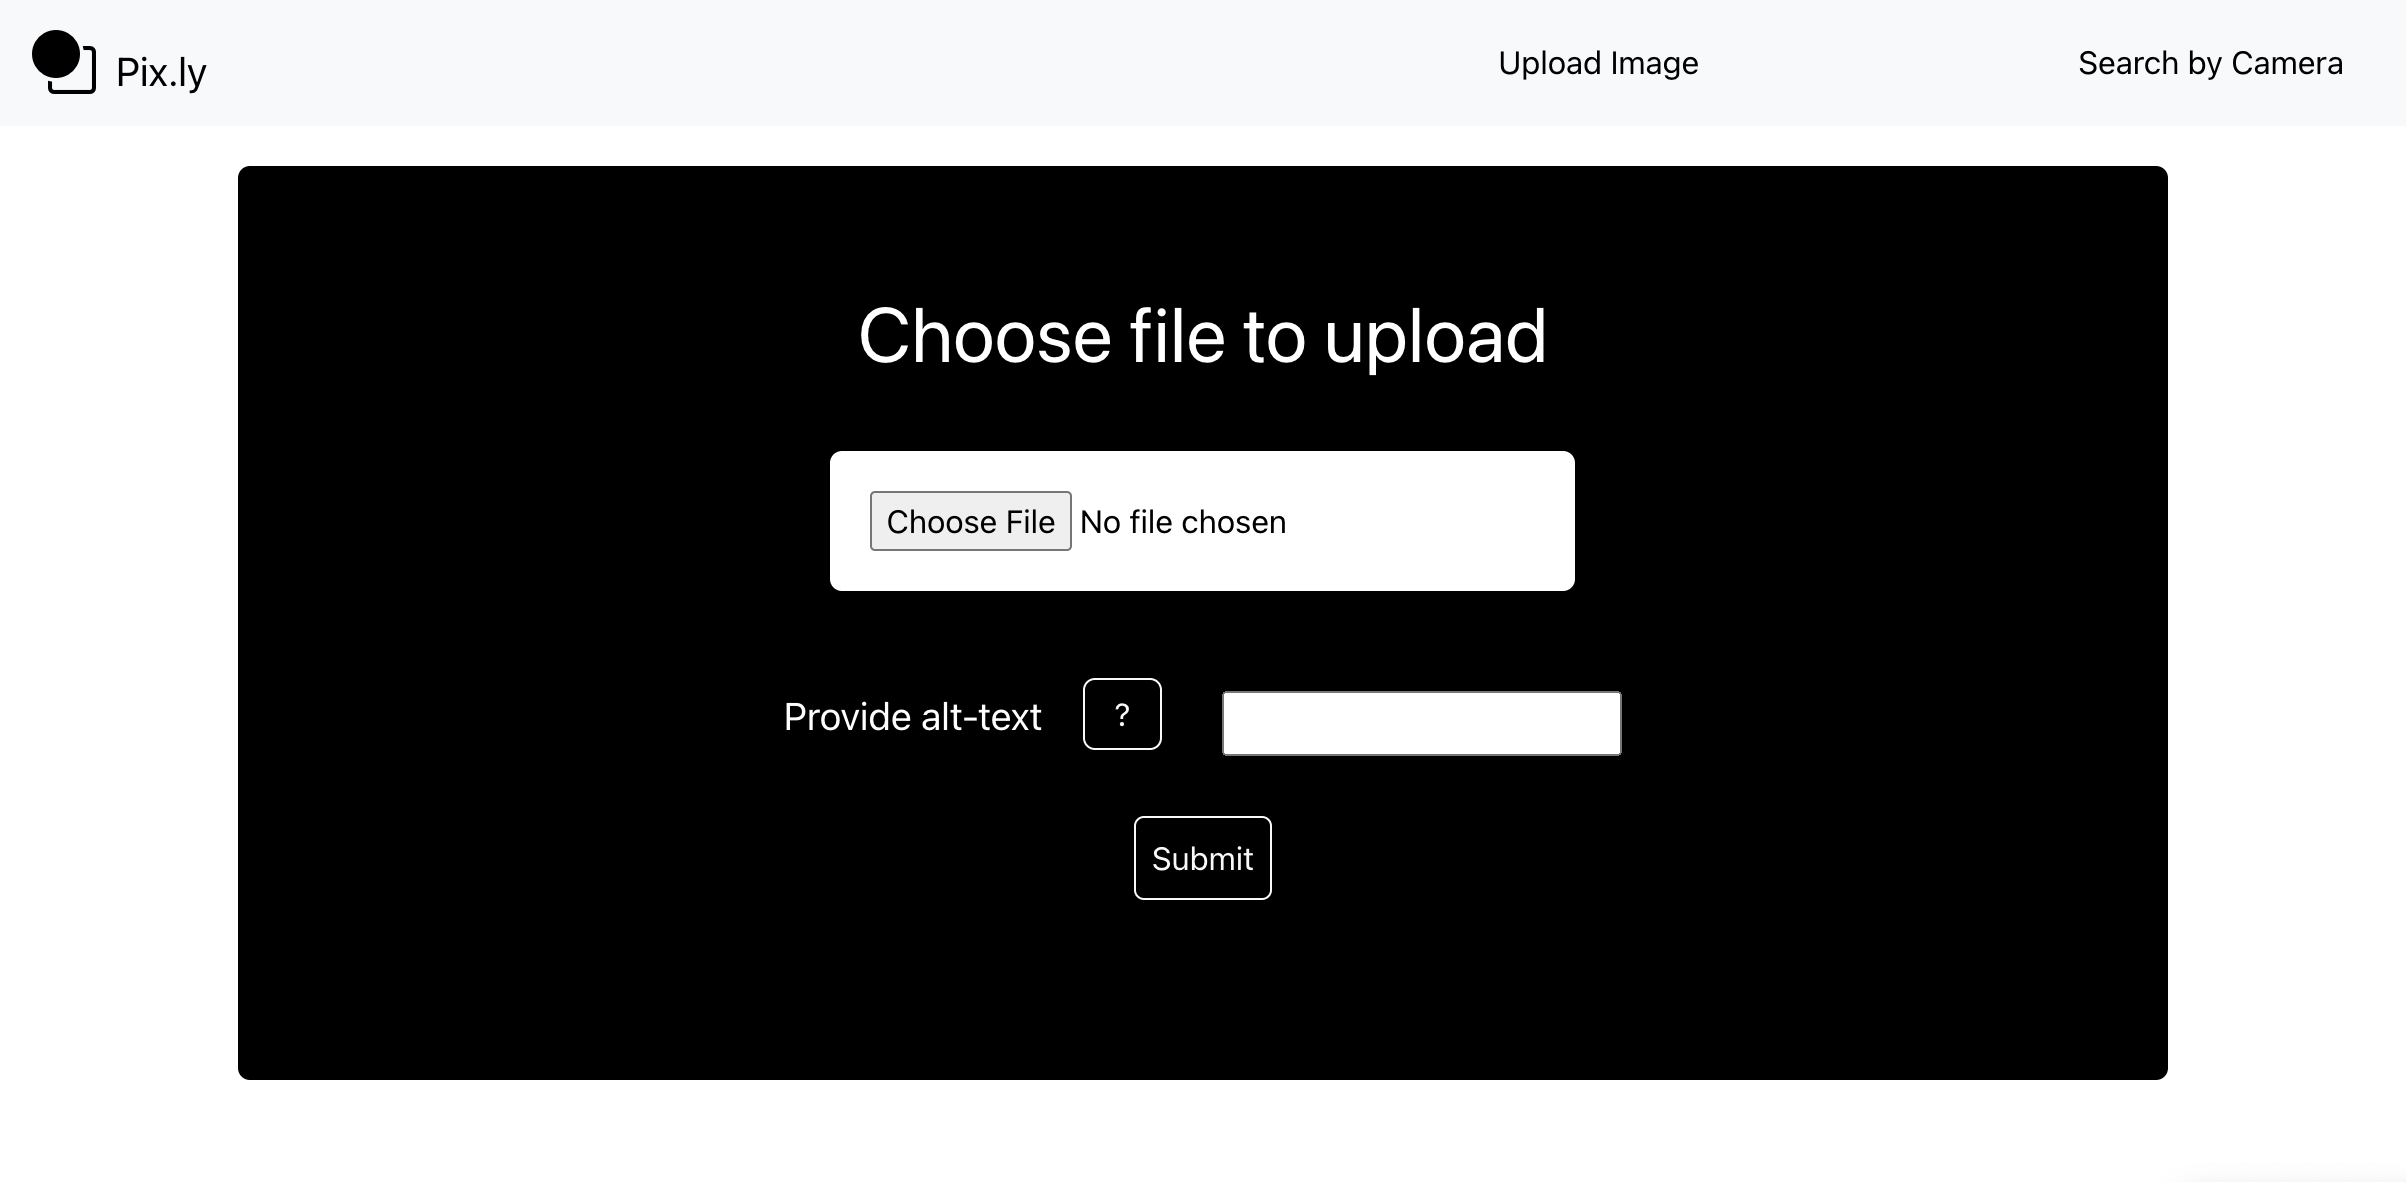 Pix.ly Upload Image Search by Camera
Choose file to upload
Choose File No file chosen
Provide alt-text ?
Submit